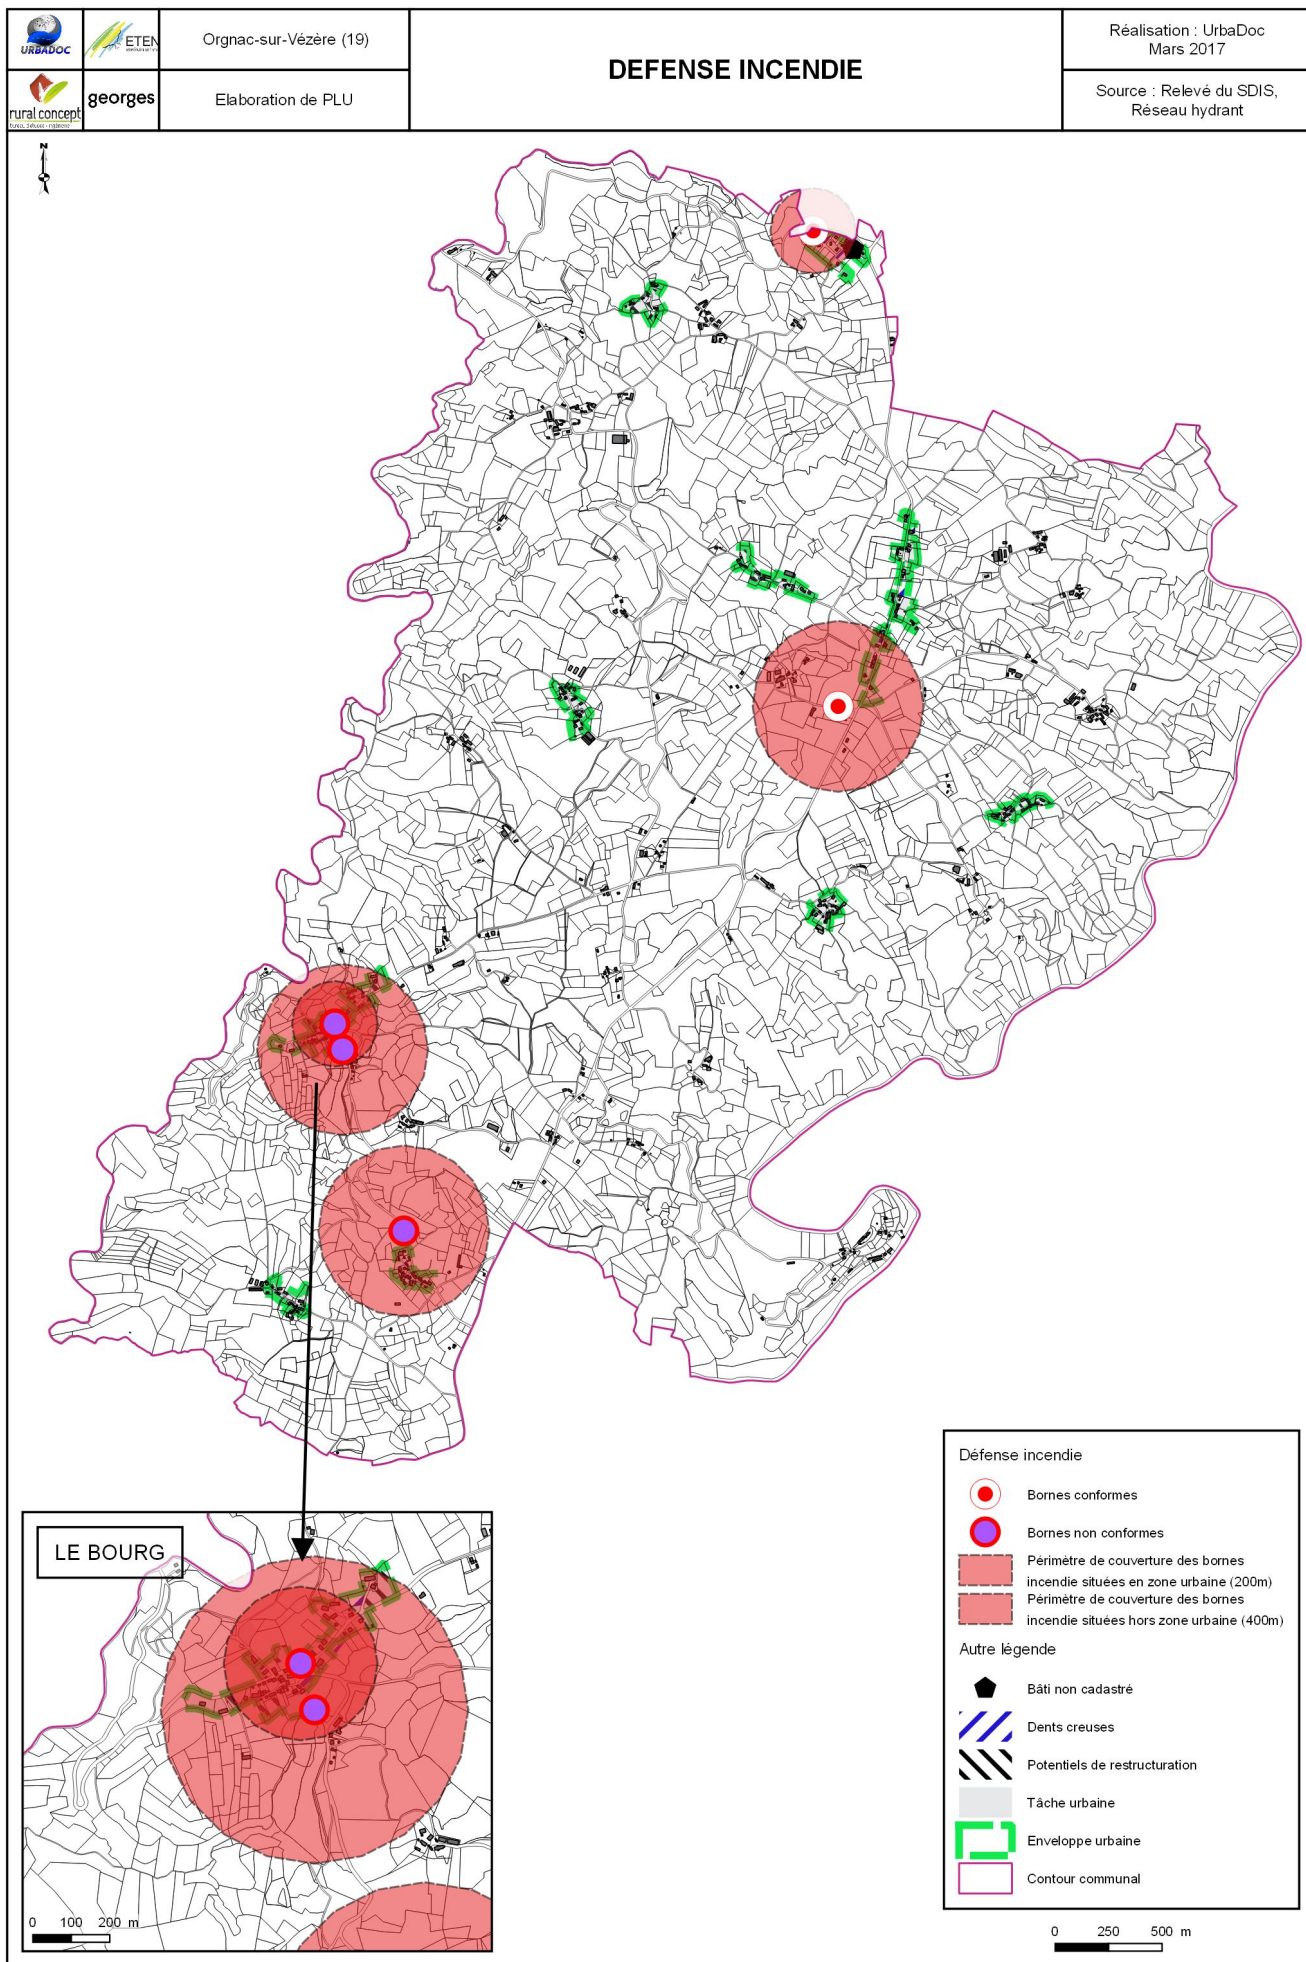 URBADOC
ETEN
Orgnac-sur-Vézère (19)
DEFENSE INCENDIE
Réalisation : UrbaDoc
Mars 2017
rural concept
georges
Elaboration de PLU
Source : Relevé du SDIS,
Réseau hydrant
N
LE BOURG
0 100 200 m
Défense incendie
Bornes conformes
Bornes non conformes
Périmètre de couverture des bornes
incendie situées en zone urbaine (200m)
Périmètre de couverture des bornes
incendie situées hors zone urbaine (400m)
Autre légende
Bâti non cadastré
Dents creuses
Potentiels de restructuration
Tâche urbaine
Enveloppe urbaine
Contour communal
0 250 500 m